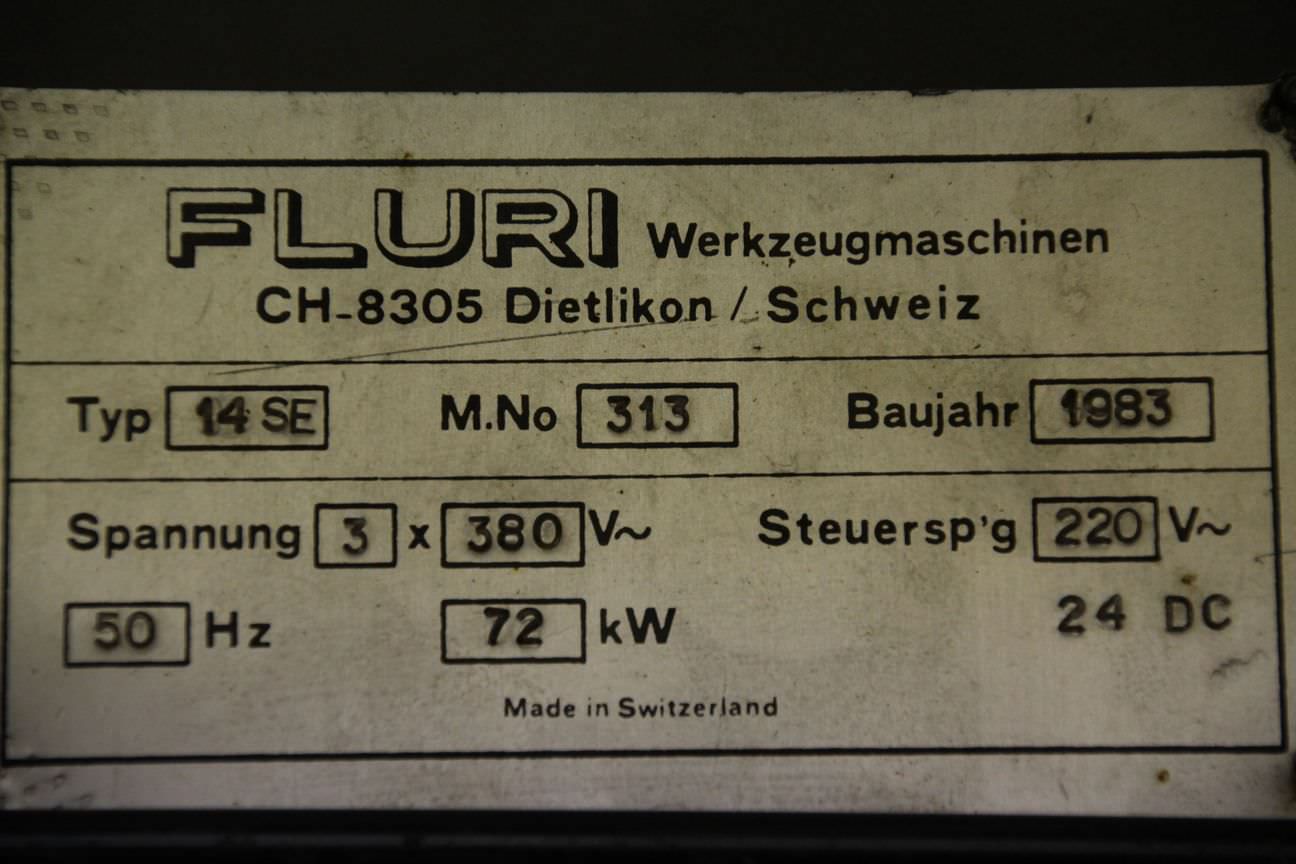 FLURI Werkzeugmaschinen
CH-8305 Dietlikon / Schweiz
Typ 14 SE M.No 313 Baujahr 1983
Spannung 3 x 380 V~ Steuersp'g 220 V~
50 Hz 72 kW 24 DC
Made in Switzerland